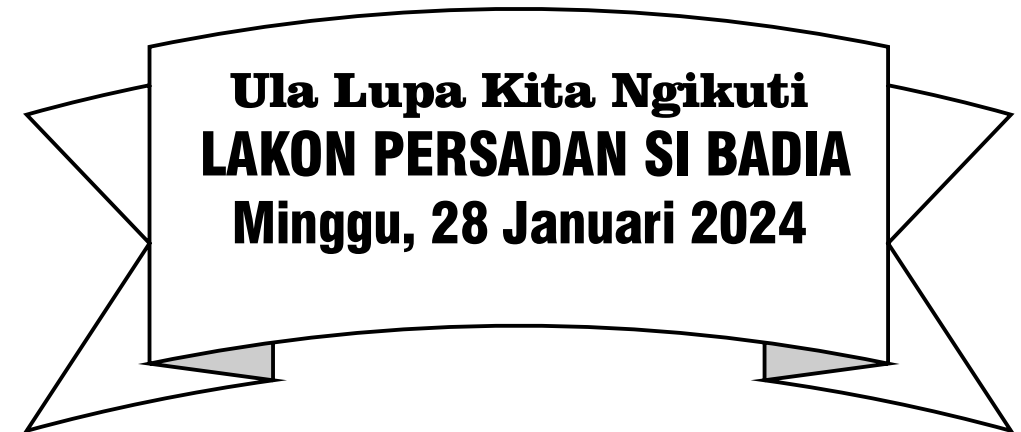 Ula Lupa Kita Ngikuti
LAKON PERSADAN SI BADIA
Minggu, 28 Januari 2024